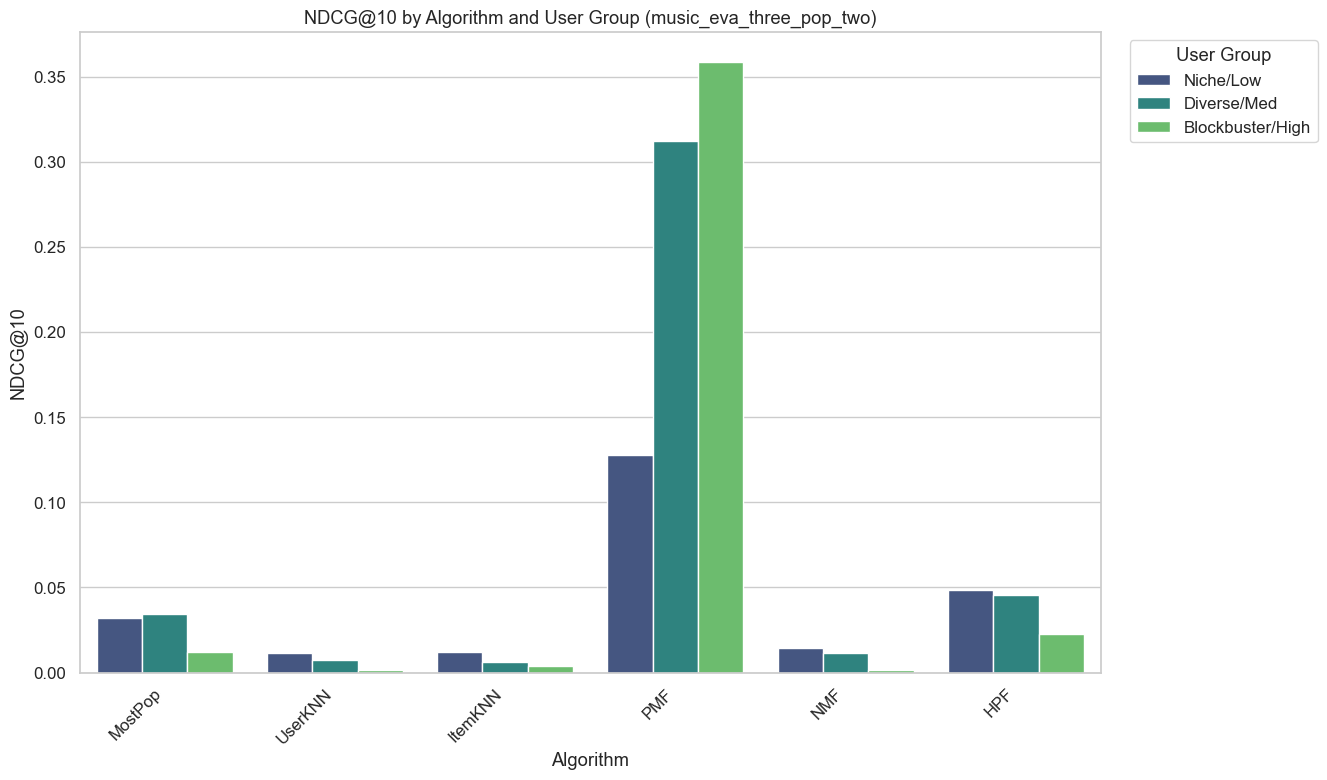 NDCG@10 by Algorithm and User Group (music_eva_three_pop_two)
User Group
Niche/Low
Diverse/Med
Blockbuster/High
NDCG@10
0.35
0.30
0.25
0.20
0.15
0.10
0.05
0.00
MostPop
UserKNN
ItemKNN
PMF
NMF
HPF
Algorithm